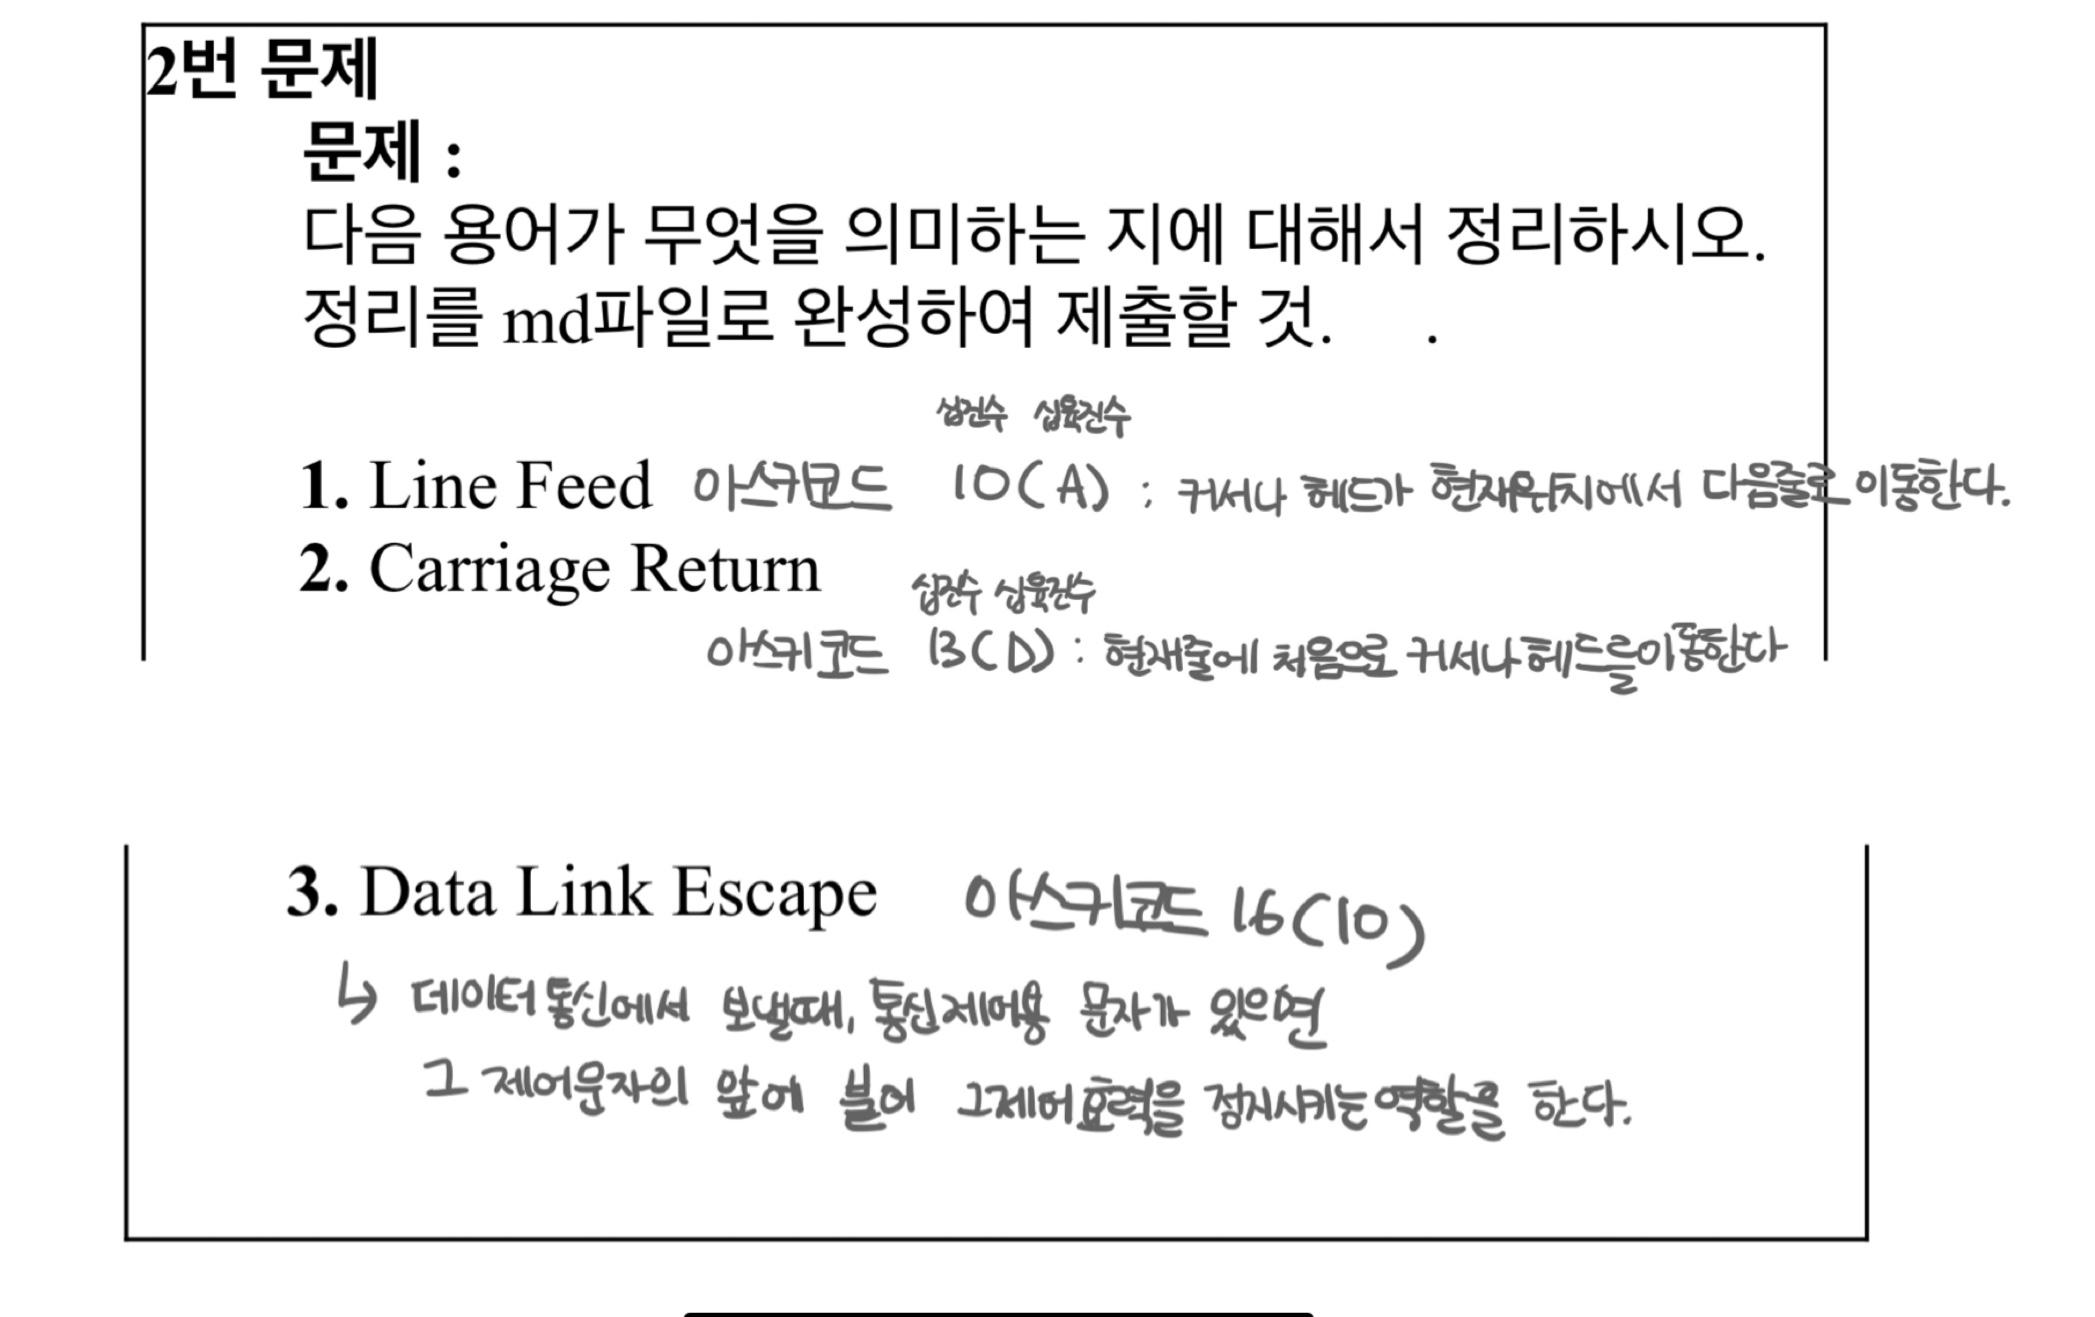 2번 문제
문제 :
다음 용어가 무엇을 의미하는 지에 대해서 정리하시오.
정리를 md파일로 완성하여 제출할 것. .
십진수 십육진수
1. Line Feed 아스키코드 10(A) : 커서나 헤드가 현재위치에서 다음줄로 이동한다.
2. Carriage Return
십진수 십육진수
아스키코드 13(D) : 현재줄에 처음으로 커서나 헤드를 이동한다
3. Data Link Escape 아스키코드 16(10)
↳ 데이터통신에서 보낼때, 통신제어용 문자가 있으면
그 제어문자의 앞에 붙어 그제어효력을 정지시키는 역할을 한다.